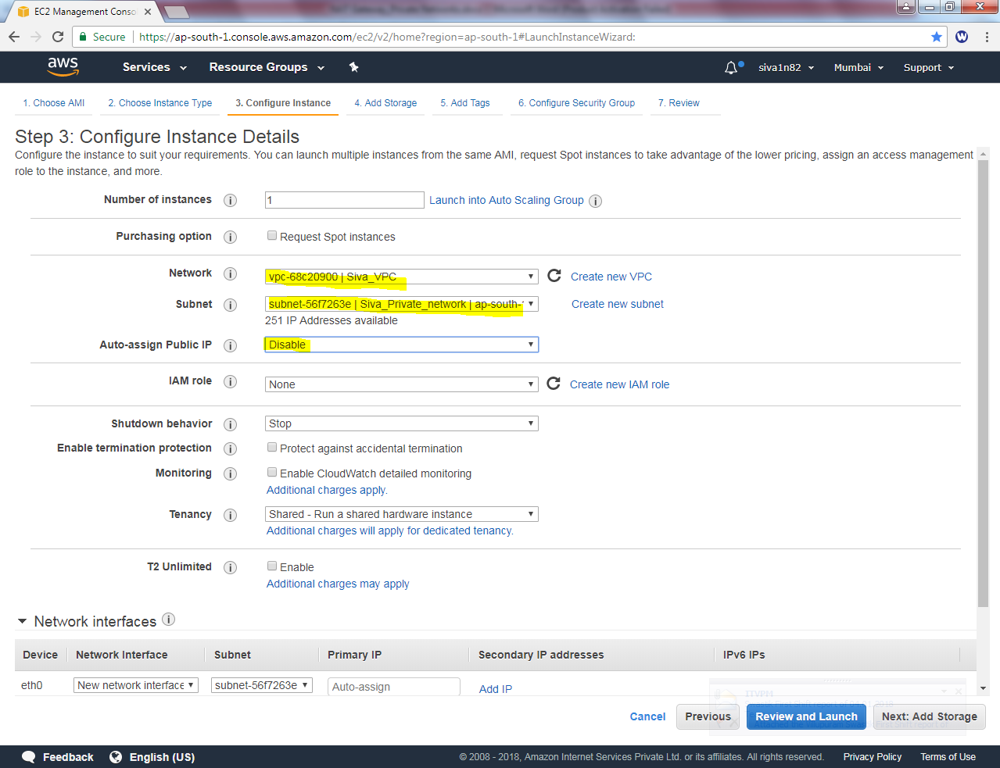 EC2 Management Conso
Secure https://ap-south-1.console.aws.amazon.com/ec2/v2/home?region=ap-south-1#LaunchInstanceWizard:
aws Services Resource Groups siva1n82 Mumbai Support
1. Choose AMI 2. Choose Instance Type 3. Configure Instance 4. Add Storage 5. Add Tags 6. Configure Security Group 7. Review
Step 3: Configure Instance Details
Configure the instance to suit your requirements. You can launch multiple instances from the same AMI, request Spot instances to take advantage of the lower pricing, assign an access management
role to the instance, and more.
Number of instances 1 Launch into Auto Scaling Group
Purchasing option Request Spot instances
Network vpc-68c20900 | Siva_VPC Create new VPC
Subnet subnet-56f7263e | Siva_Private_network | ap-south- Create new subnet
251 IP Addresses available
Auto-assign Public IP Disable
IAM role None Create new IAM role
Shutdown behavior Stop
Enable termination protection Protect against accidental termination
Monitoring Enable CloudWatch detailed monitoring
Additional charges apply.
Tenancy Shared - Run a shared hardware instance
Additional charges will apply for dedicated tenancy.
T2 Unlimited Enable
Additional charges may apply
Network interfaces
Device Network Interface Subnet Primary IP Secondary IP addresses IPv6 IPs
eth0 New network interface subnet-56f7263e Auto-assign Add IP
Cancel Previous Review and Launch Next: Add Storage
Feedback English (US) © 2008 - 2018, Amazon Internet Services Private Ltd. or its affiliates. All rights reserved. Privacy Policy Terms of Use